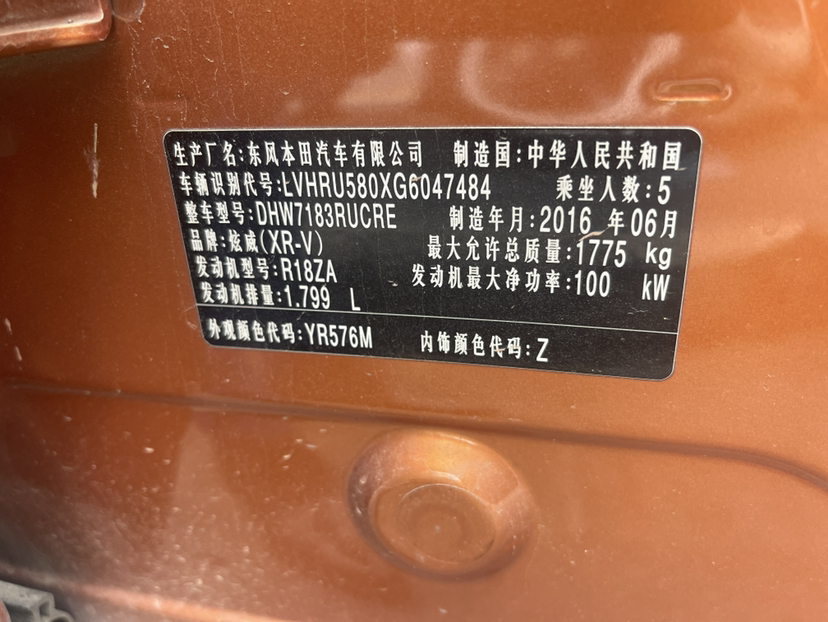 生产厂名:东风本田汽车有限公司 制造国:中华人民共和国
车辆识别代号:LVHRU580XG6047484 乘坐人数:5
整车型号:DHW7183RUCRE 制造年月:2016 年06月
品牌:炫威(XR-V) 最大允许总质量:1775 kg
发动机型号:R18ZA 发动机最大净功率:100 kW
发动机排量:1.799 L
外观颜色代码:YR576M 内饰颜色代码:Z